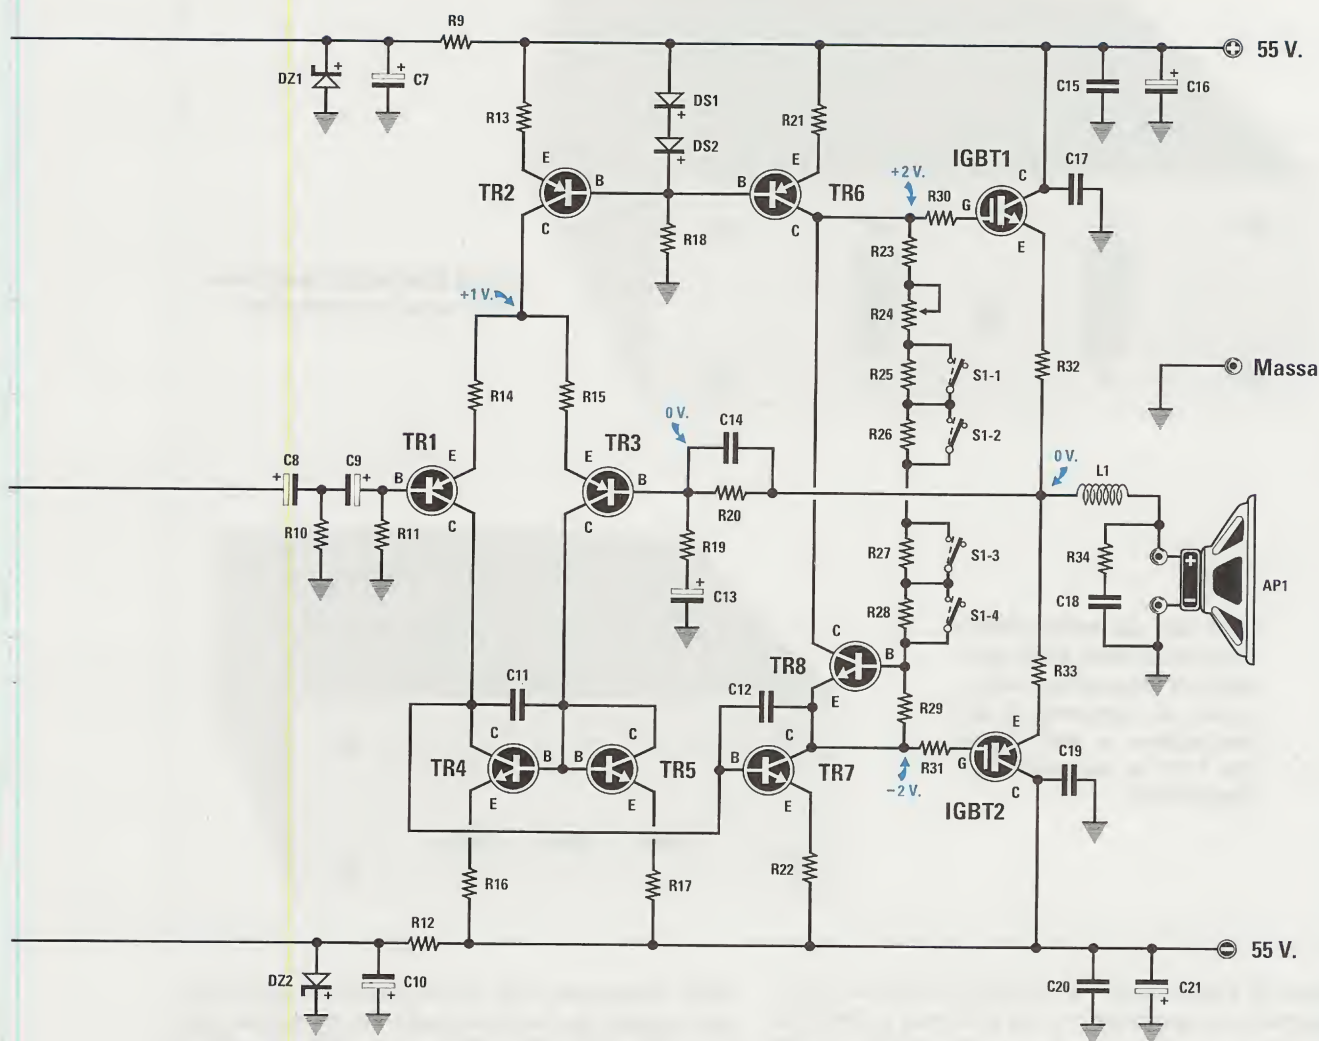 R9
55 V.
DZ1
+
+
C7
R13
DS1
+
DS2
+
R21
C15
+
C16
E
TR2
B
C
B
E
TR6
C
R18
+2 V.
R30
IGBT1
C
G
E
C17
R23
R24
+1 V.
R14
R15
R25
S1-1
R26
S1-2
R32
Massa
0 V.
C14
0 V.
L1
C8
+
C9
+
TR1
B
E
C
TR3
E
B
C
R20
R10
R11
R19
+
C13
R27
S1-3
R28
S1-4
R34
C18
+
−
AP1
TR8
C
B
E
R33
C11
C12
R29
C
TR4
B
E
B
C
TR5
E
B
C
TR7
E
−2 V.
R31
G
E
C
IGBT2
C19
R16
R17
R22
R12
55 V.
DZ2
+
C10
+
C20
C21
+